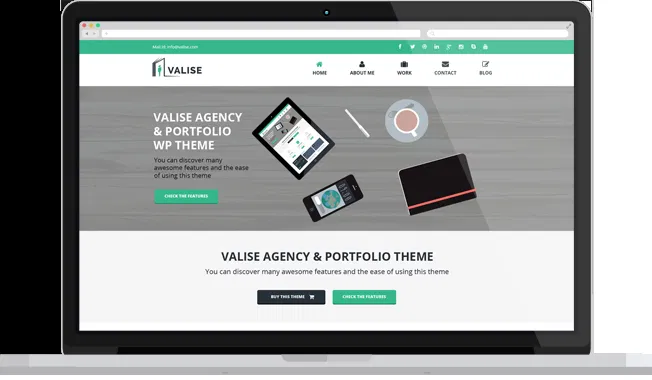 Mail Id: info@valise.com
VALISE
HOME
ABOUT ME
WORK
CONTACT
BLOG
VALISE AGENCY
& PORTFOLIO
WP THEME
You can discover many
awesome features and the ease
of using this theme
CHECK THE FEATURES
VALISE AGENCY & PORTFOLIO THEME
You can discover many awesome features and the ease of using this theme
BUY THIS THEME
CHECK THE FEATURES